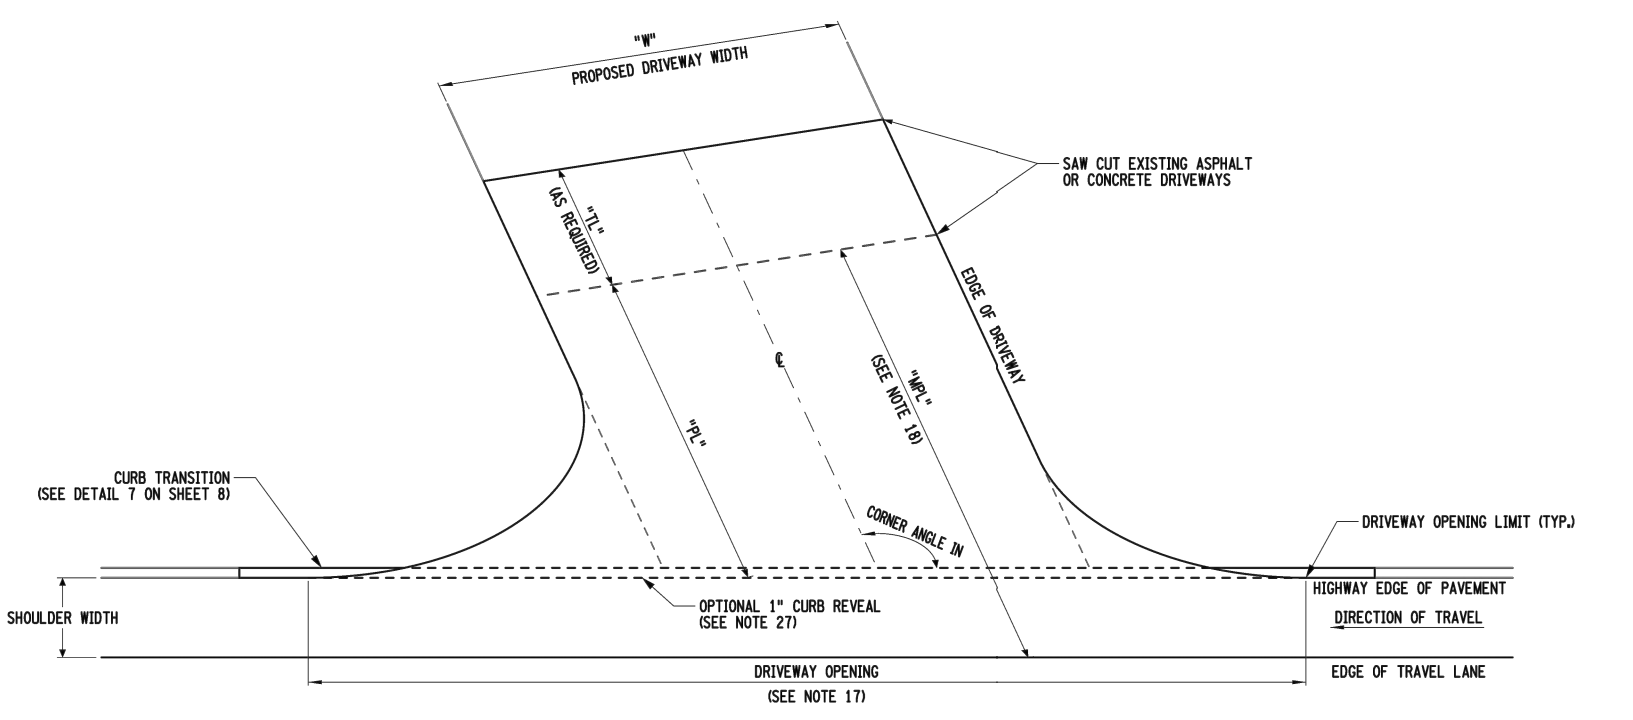 "W"
PROPOSED DRIVEWAY WIDTH
SAW CUT EXISTING ASPHALT
OR CONCRETE DRIVEWAYS
"TL"
(AS REQUIRED)
EDGE OF DRIVEWAY
℄
"MPL"
(SEE NOTE 18)
"PL"
CURB TRANSITION
(SEE DETAIL 7 ON SHEET 8)
CORNER ANGLE IN
DRIVEWAY OPENING LIMIT (TYP.)
HIGHWAY EDGE OF PAVEMENT
OPTIONAL 1" CURB REVEAL
(SEE NOTE 27)
SHOULDER WIDTH
DIRECTION OF TRAVEL
DRIVEWAY OPENING
(SEE NOTE 17)
EDGE OF TRAVEL LANE